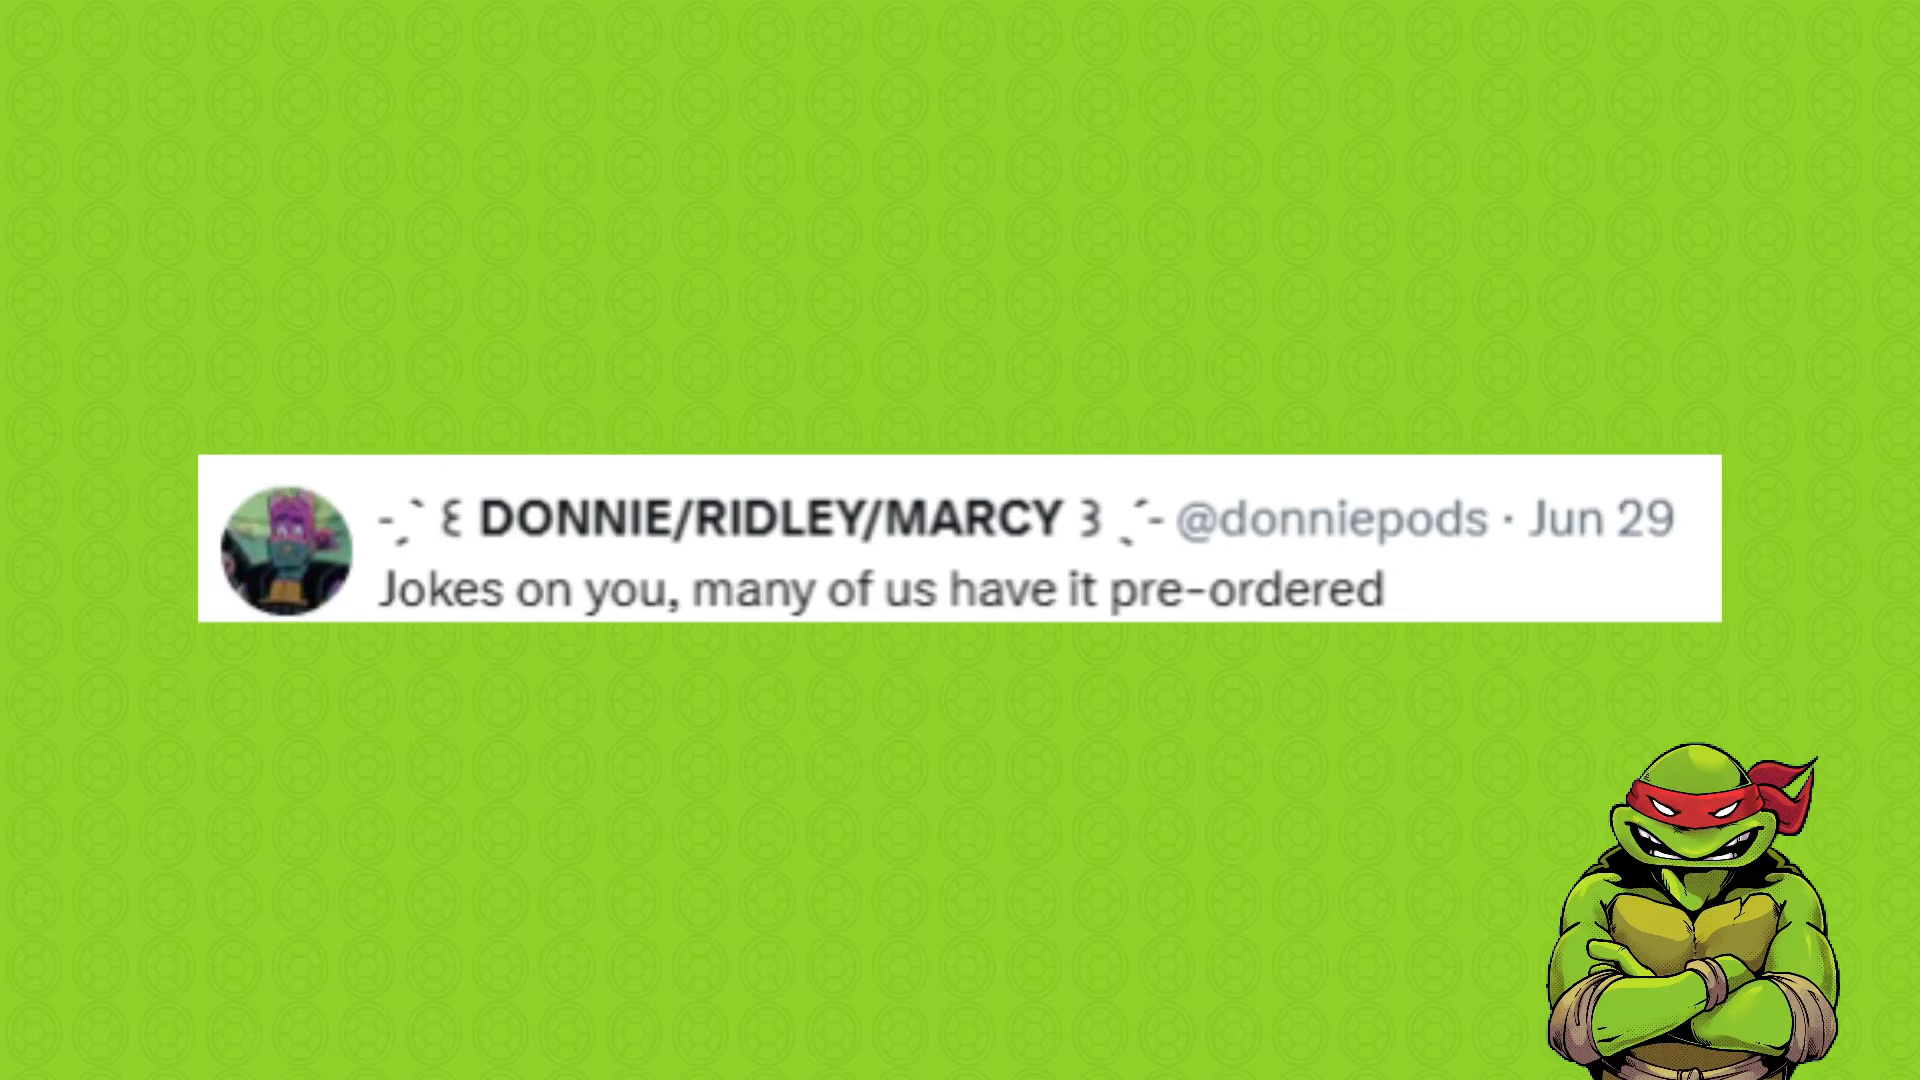 -ˏˋ꒰ DONNIE/RIDLEY/MARCY ꒱ˎˊ- @donniepods · Jun 29
Jokes on you, many of us have it pre-ordered